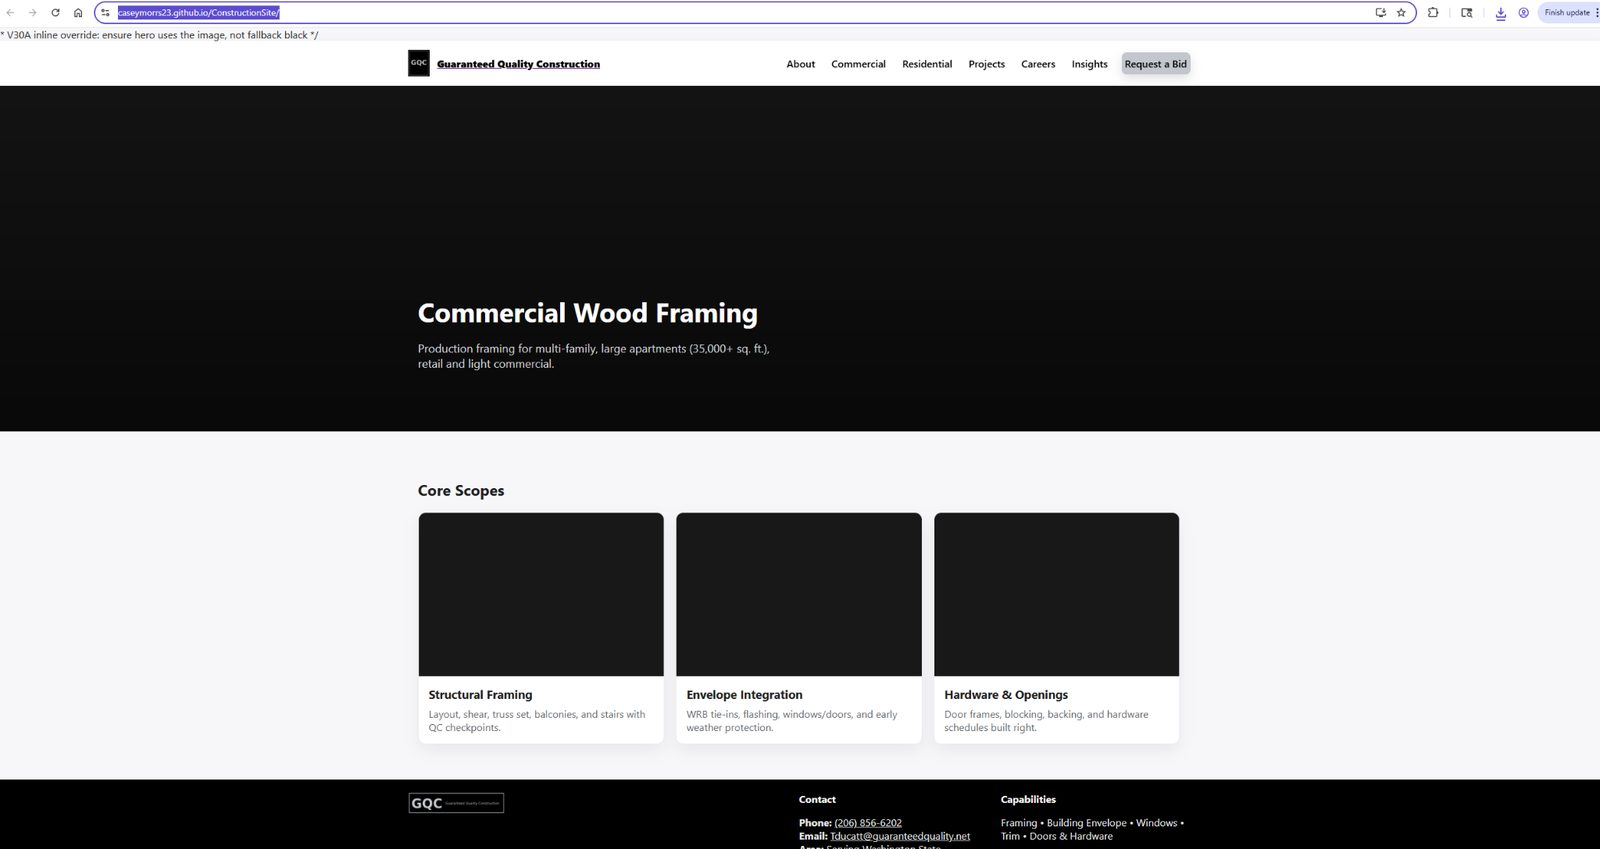 caseymorrs23.github.io/ConstructionSite/
Finish update
* V30A inline override: ensure hero uses the image, not fallback black */
GQC
Guaranteed Quality Construction
About
Commercial
Residential
Projects
Careers
Insights
Request a Bid
Commercial Wood Framing
Production framing for multi-family, large apartments (35,000+ sq. ft.),
retail and light commercial.
Core Scopes
Structural Framing
Layout, shear, truss set, balconies, and stairs with
QC checkpoints.
Envelope Integration
WRB tie-ins, flashing, windows/doors, and early
weather protection.
Hardware & Openings
Door frames, blocking, backing, and hardware
schedules built right.
GQC Guaranteed Quality Construction
Contact
Phone: (206) 856-6202
Email: Tducatt@guaranteedquality.net
Area: Serving Washington State
Capabilities
Framing • Building Envelope • Windows •
Trim • Doors & Hardware